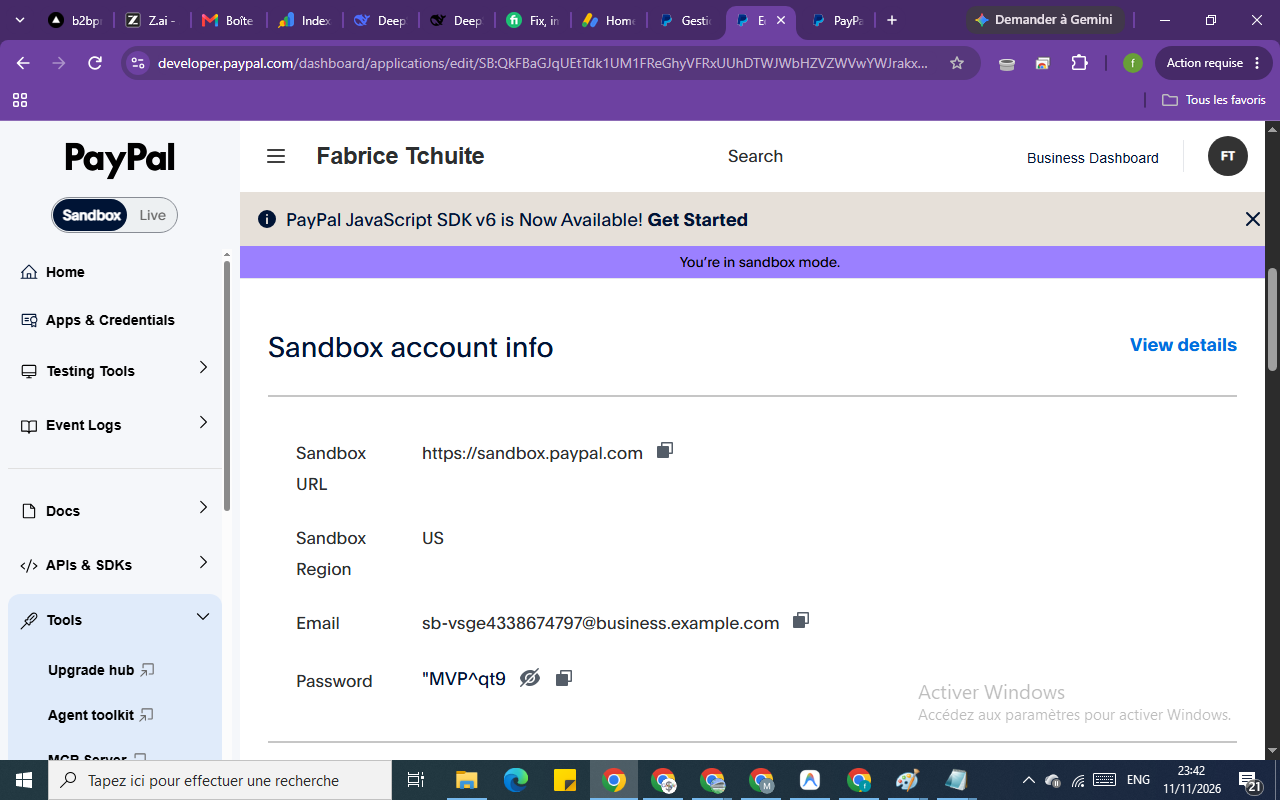 b2bp
Z.ai -
Boîte
Index
Deep
Deep
Fix, in
Home
Gesti
PayPa
Demander à Gemini
developer.paypal.com/dashboard/applications/edit/SB:QkFBaGJqUEtTdk1UM1FReGhyVFRxUUhDTWJWbHZVZWVwYWJrakx...
f
Action requise
Tous les favoris
PayPal
Fabrice Tchuite
Search
Business Dashboard
FT
Sandbox
Live
PayPal JavaScript SDK v6 is Now Available! Get Started
You're in sandbox mode.
Home
Apps & Credentials
Testing Tools
Event Logs
Docs
APIs & SDKs
Tools
Upgrade hub
Agent toolkit
MCP Server
Sandbox account info
View details
Sandbox
URL
https://sandbox.paypal.com
Sandbox
Region
US
Email
sb-vsge4338674797@business.example.com
Password
"MVP^qt9
Activer Windows
Accédez aux paramètres pour activer Windows.
Tapez ici pour effectuer une recherche
ENG
23:42
11/11/2026
21